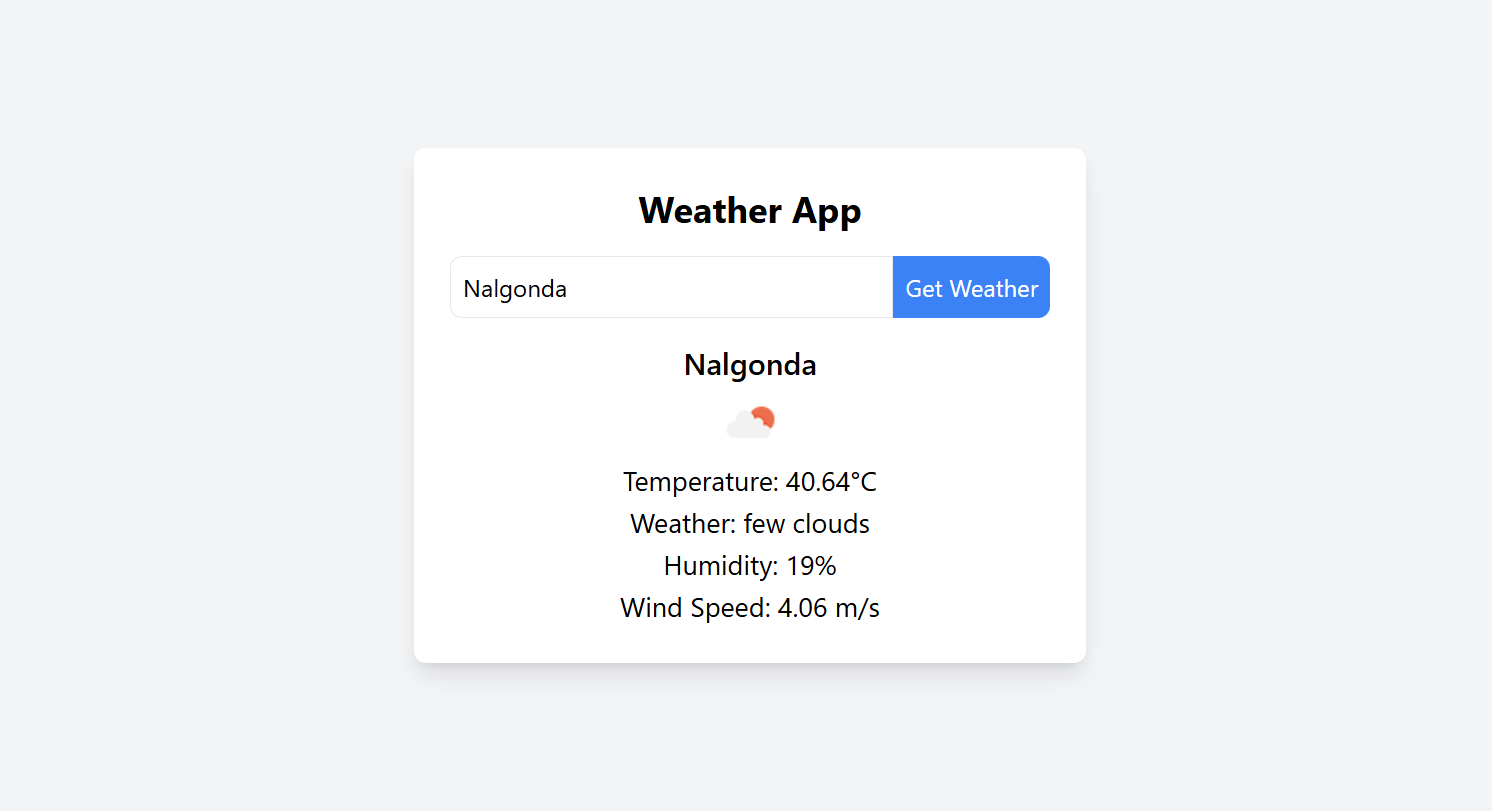 Weather App
Nalgonda
Get Weather
Nalgonda
Temperature: 40.64°C
Weather: few clouds
Humidity: 19%
Wind Speed: 4.06 m/s